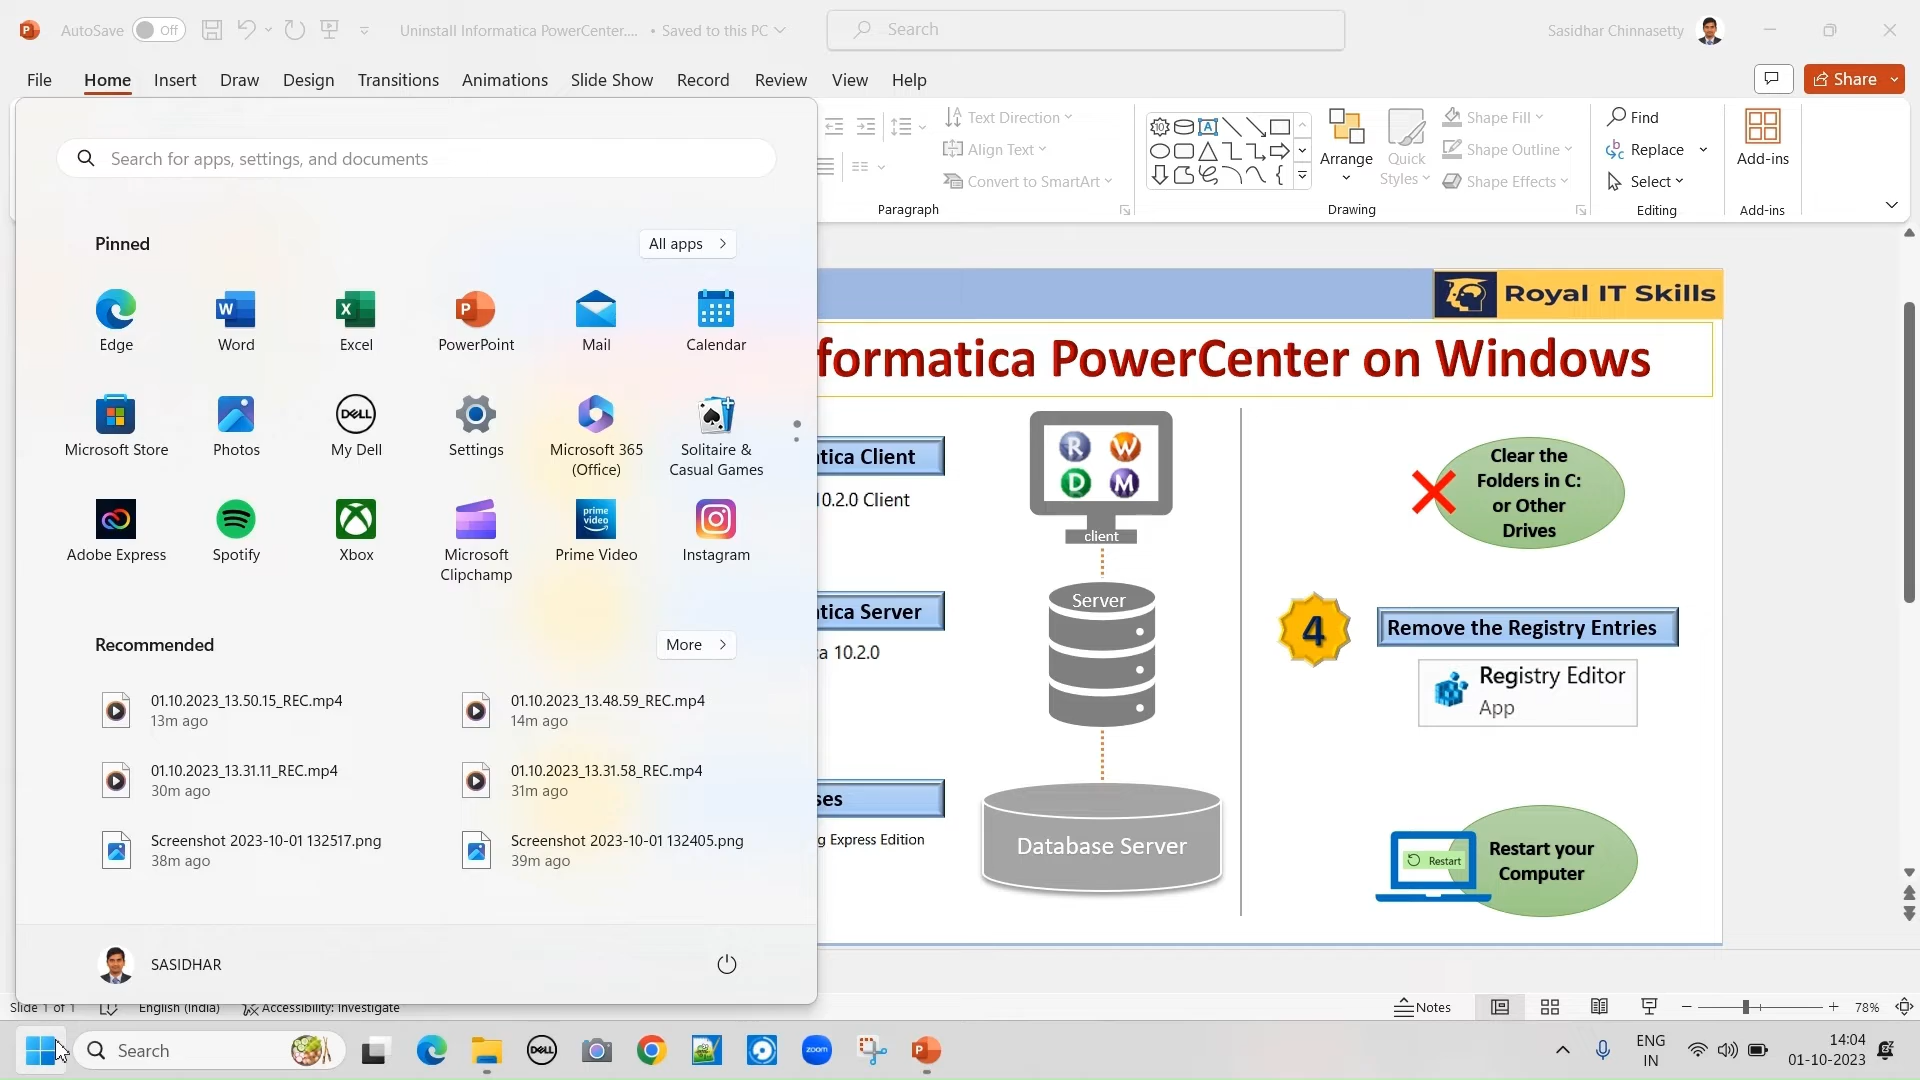 AutoSave
Off
Uninstall Informatica PowerCenter.... • Saved to this PC
Search
Sasidhar Chinnasetty
File
Home
Insert
Draw
Design
Transitions
Animations
Slide Show
Record
Review
View
Help
Share
Text Direction
Align Text
Convert to SmartArt
Paragraph
Arrange
Quick
Styles
Shape Fill
Shape Outline
Shape Effects
Drawing
Find
Replace
Select
Editing
Add-ins
Add-ins
Search for apps, settings, and documents
Pinned
All apps
Edge
Word
Excel
PowerPoint
Mail
Calendar
Microsoft Store
Photos
My Dell
Settings
Microsoft 365
(Office)
Solitaire &
Casual Games
Adobe Express
Spotify
Xbox
Microsoft
Clipchamp
prime
video
Prime Video
Instagram
Recommended
More
01.10.2023_13.50.15_REC.mp4
13m ago
01.10.2023_13.48.59_REC.mp4
14m ago
01.10.2023_13.31.11_REC.mp4
30m ago
01.10.2023_13.31.58_REC.mp4
31m ago
Screenshot 2023-10-01 132517.png
38m ago
Screenshot 2023-10-01 132405.png
39m ago
SASIDHAR
Royal IT Skills
formatica PowerCenter on Windows
tica Client
10.2.0 Client
R W
D M
client
tica Server
a 10.2.0
Server
ses
g Express Edition
Database Server
Clear the
Folders in C:
or Other
Drives
4
Remove the Registry Entries
Registry Editor
App
Restart
Restart your
Computer
Slide 1 of 1
English (India)
Accessibility: Investigate
Notes
78%
Search
DELL
zoom
ENG
IN
14:04
01-10-2023